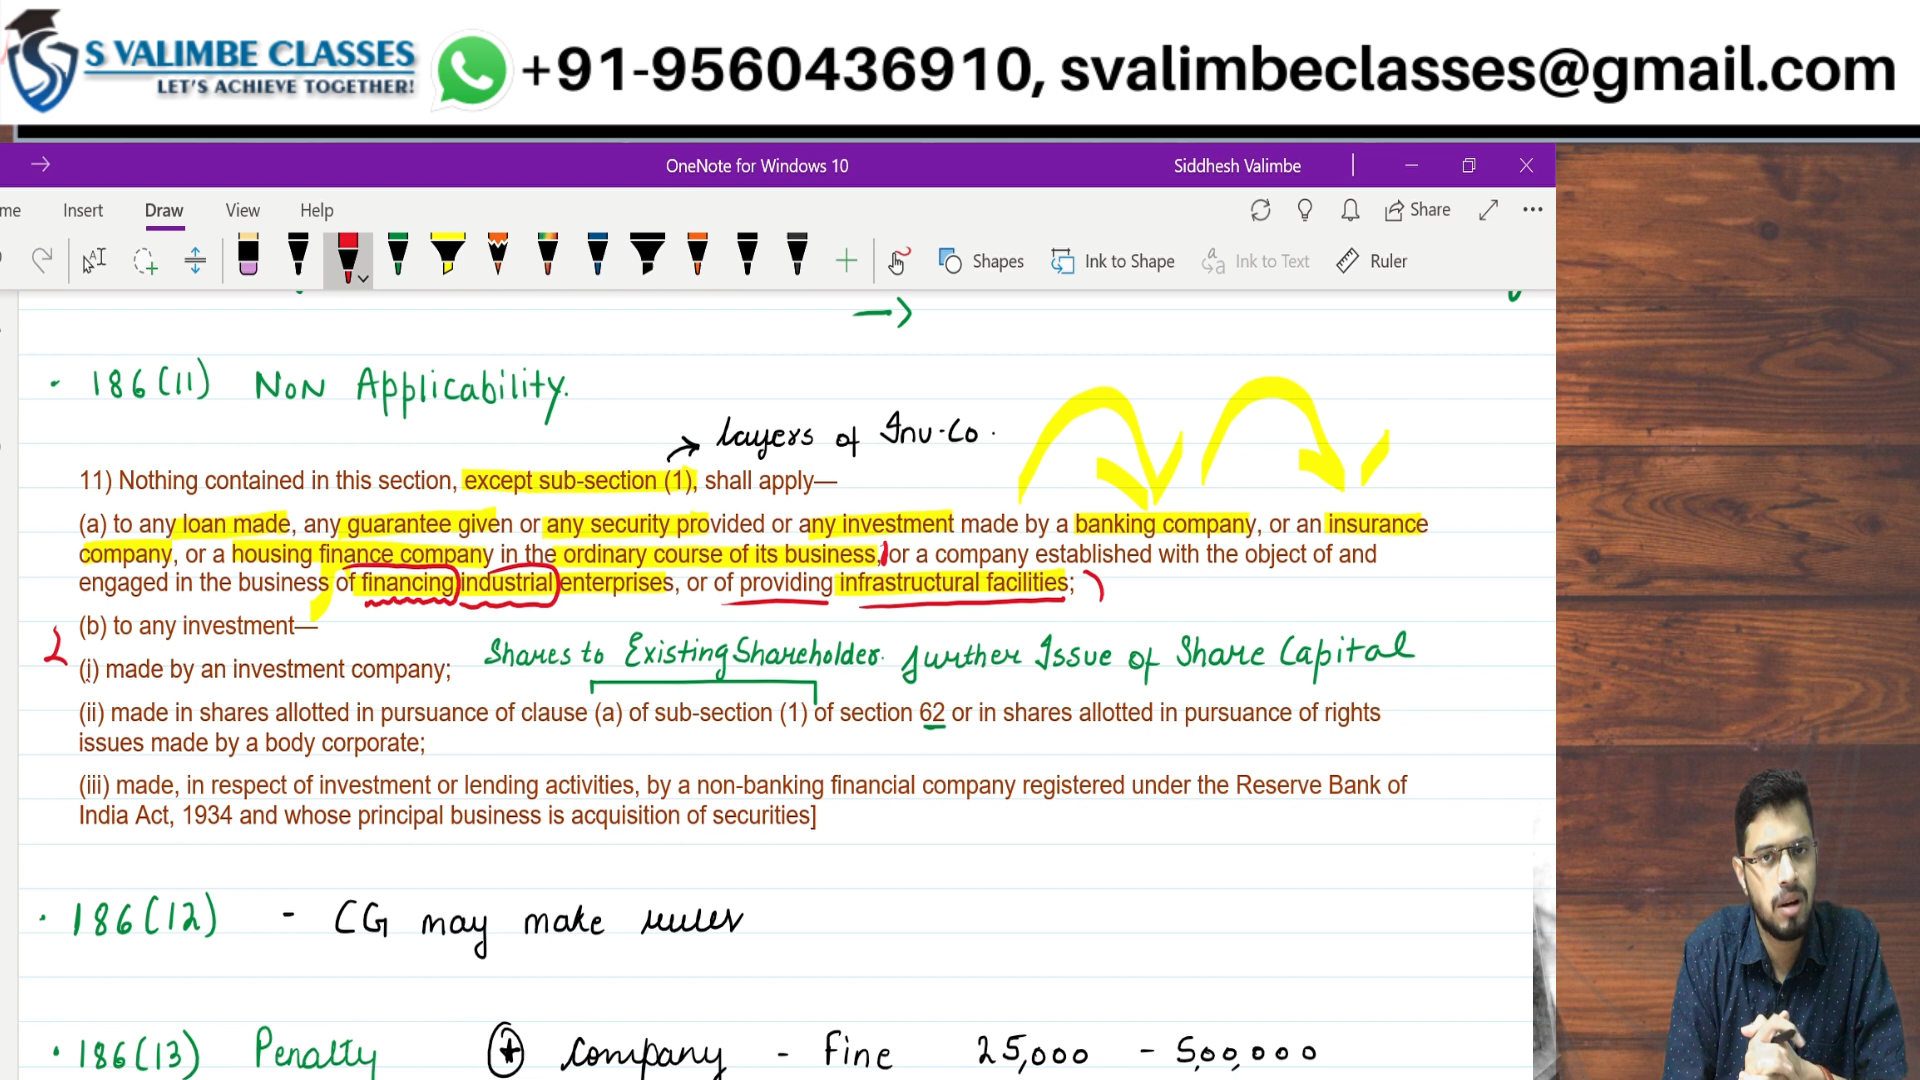 S VALIMBE CLASSES
LET'S ACHIEVE TOGETHER!
+91-9560436910, svalimbeclasses@gmail.com
OneNote for Windows 10
Siddhesh Valimbe
me Insert Draw View Help
Share
Shapes Ink to Shape Ink to Text Ruler
· 186(11) Non Applicability.
layers of Inv-Co.
11) Nothing contained in this section, except sub-section (1), shall apply—
(a) to any loan made, any guarantee given or any security provided or any investment made by a banking company, or an insurance
company, or a housing finance company in the ordinary course of its business, or a company established with the object of and
engaged in the business of financing industrial enterprises, or of providing infrastructural facilities;
(b) to any investment—
Shares to Existing Shareholder. further Issue of Share Capital
(i) made by an investment company;
(ii) made in shares allotted in pursuance of clause (a) of sub-section (1) of section 62 or in shares allotted in pursuance of rights
issues made by a body corporate;
(iii) made, in respect of investment or lending activities, by a non-banking financial company registered under the Reserve Bank of
India Act, 1934 and whose principal business is acquisition of securities]
· 186(12) - CG may make rules
· 186(13) Penalty + Company - Fine 25,000 - 5,00,000